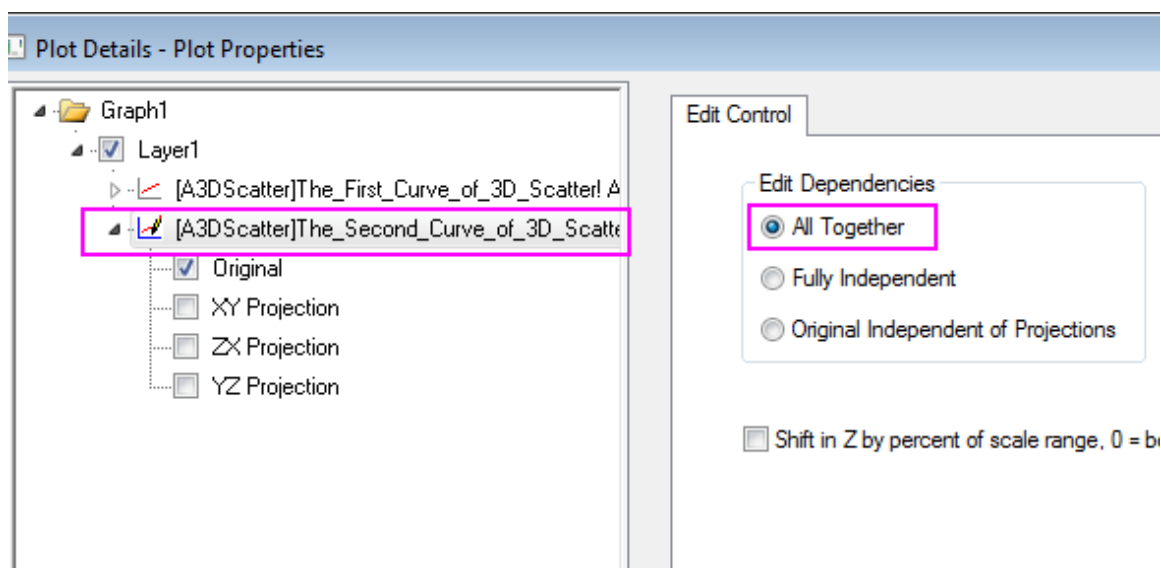 Plot Details - Plot Properties
Graph1
Layer1
[A3DScatter]The_First_Curve_of_3D_Scatter! A
[A3DScatter]The_Second_Curve_of_3D_Scatte
Original
XY Projection
ZX Projection
YZ Projection
Edit Control
Edit Dependencies
All Together
Fully Independent
Original Independent of Projections
Shift in Z by percent of scale range, 0 = b